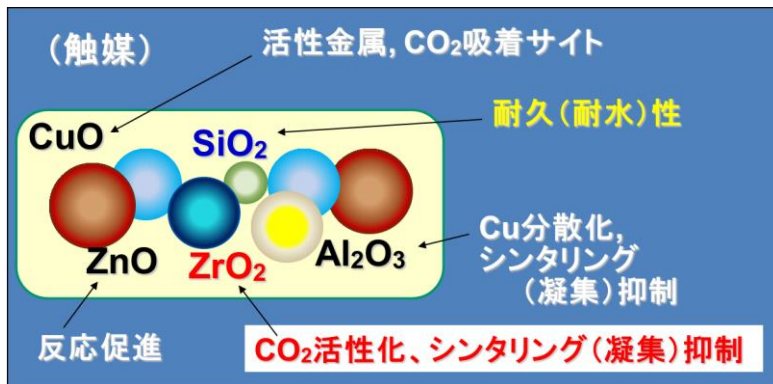 （触媒）
活性金属, CO₂吸着サイト
CuO
SiO₂
耐久（耐水）性
ZnO
ZrO₂
Al₂O₃
Cu分散化,
シンタリング
（凝集）抑制
反応促進
CO₂活性化、シンタリング（凝集）抑制